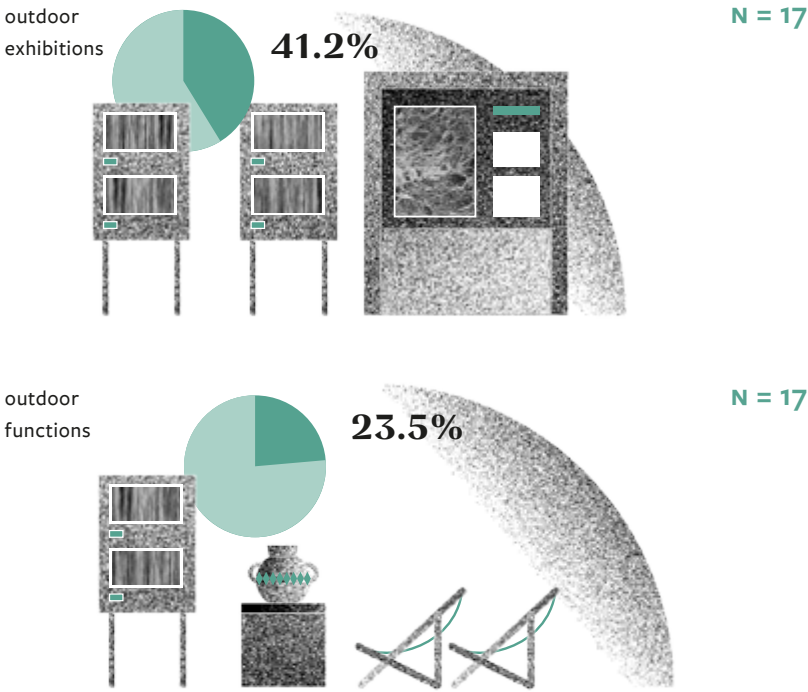 outdoor
exhibitions
41.2%
N = 17
outdoor
functions
23.5%
N = 17